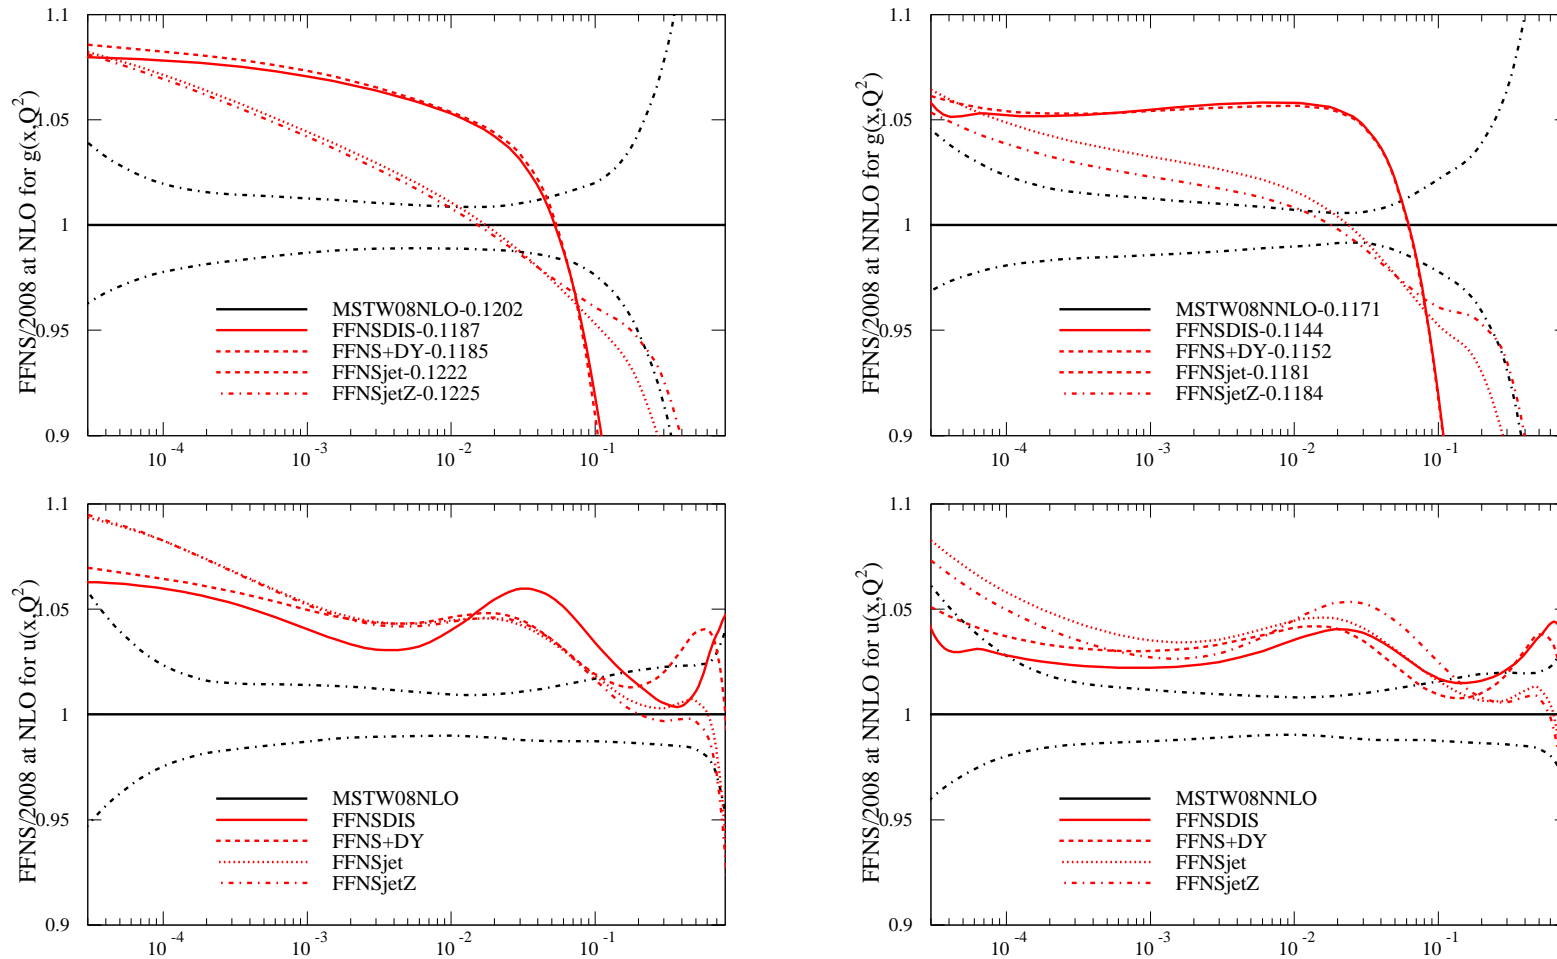 1.1
1.05
1
0.95
0.9
FFNS/2008 at NLO for g(x,Q²)
MSTW08NLO-0.1202
FFNSDIS-0.1187
FFNS+DY-0.1185
FFNSjet-0.1222
FFNSjetZ-0.1225
10⁻⁴ 10⁻³ 10⁻² 10⁻¹
1.1
1.05
1
0.95
0.9
FFNS/2008 at NNLO for g(x,Q²)
MSTW08NNLO-0.1171
FFNSDIS-0.1144
FFNS+DY-0.1152
FFNSjet-0.1181
FFNSjetZ-0.1184
10⁻⁴ 10⁻³ 10⁻² 10⁻¹
1.1
1.05
1
0.95
0.9
FFNS/2008 at NLO for u(x,Q²)
MSTW08NLO
FFNSDIS
FFNS+DY
FFNSjet
FFNSjetZ
10⁻⁴ 10⁻³ 10⁻² 10⁻¹
1.1
1.05
1
0.95
0.9
FFNS/2008 at NNLO for u(x,Q²)
MSTW08NNLO
FFNSDIS
FFNS+DY
FFNSjet
FFNSjetZ
10⁻⁴ 10⁻³ 10⁻² 10⁻¹